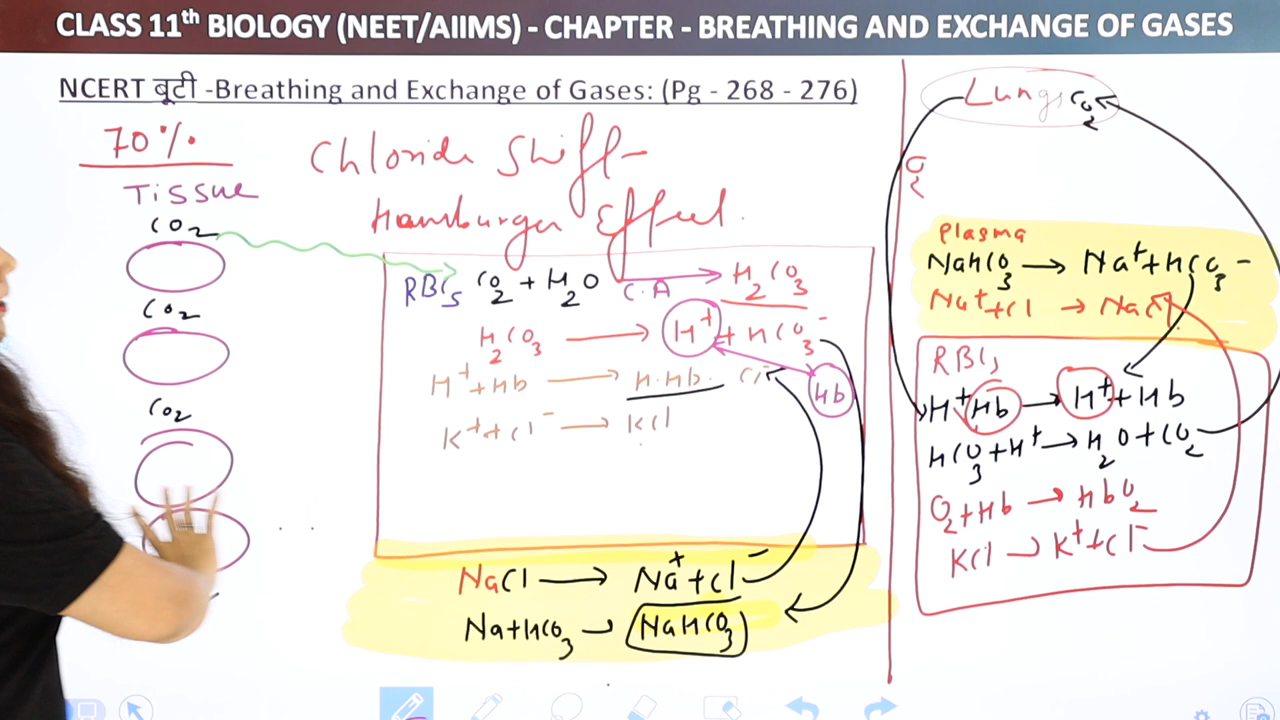 CLASS 11th BIOLOGY (NEET/AIIMS) - CHAPTER - BREATHING AND EXCHANGE OF GASES
NCERT बूटी -Breathing and Exchange of Gases: (Pg - 268 - 276)
70%
Chloride Shift-
Hamburger Effect.
Tissue
CO2
CO2
CO2
RBCs CO2 + H2O C.A → H2CO3
H2CO3 → H+ + HCO3-
H+ + Hb → H.Hb. Cl-
Hb
K+ + Cl- → KCl
NaCl → Na+ + Cl-
Na+HCO3 → NaHCO3
Lungs CO2
O2
Plasma
NaHCO3 → Na+ + HCO3-
Na+ + Cl → NaCl
RBCs
H+Hb → H+ + Hb
HCO3 + H+ → H2O + CO2
O2 + Hb → HbO2
KCl → K+ + Cl-